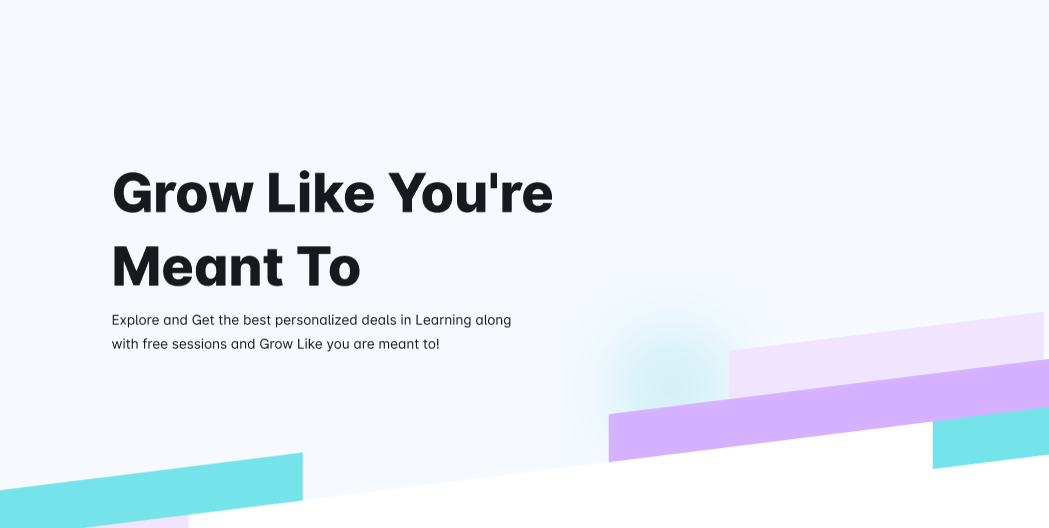 Grow Like You're
Meant To
Explore and Get the best personalized deals in Learning along
with free sessions and Grow Like you are meant to!